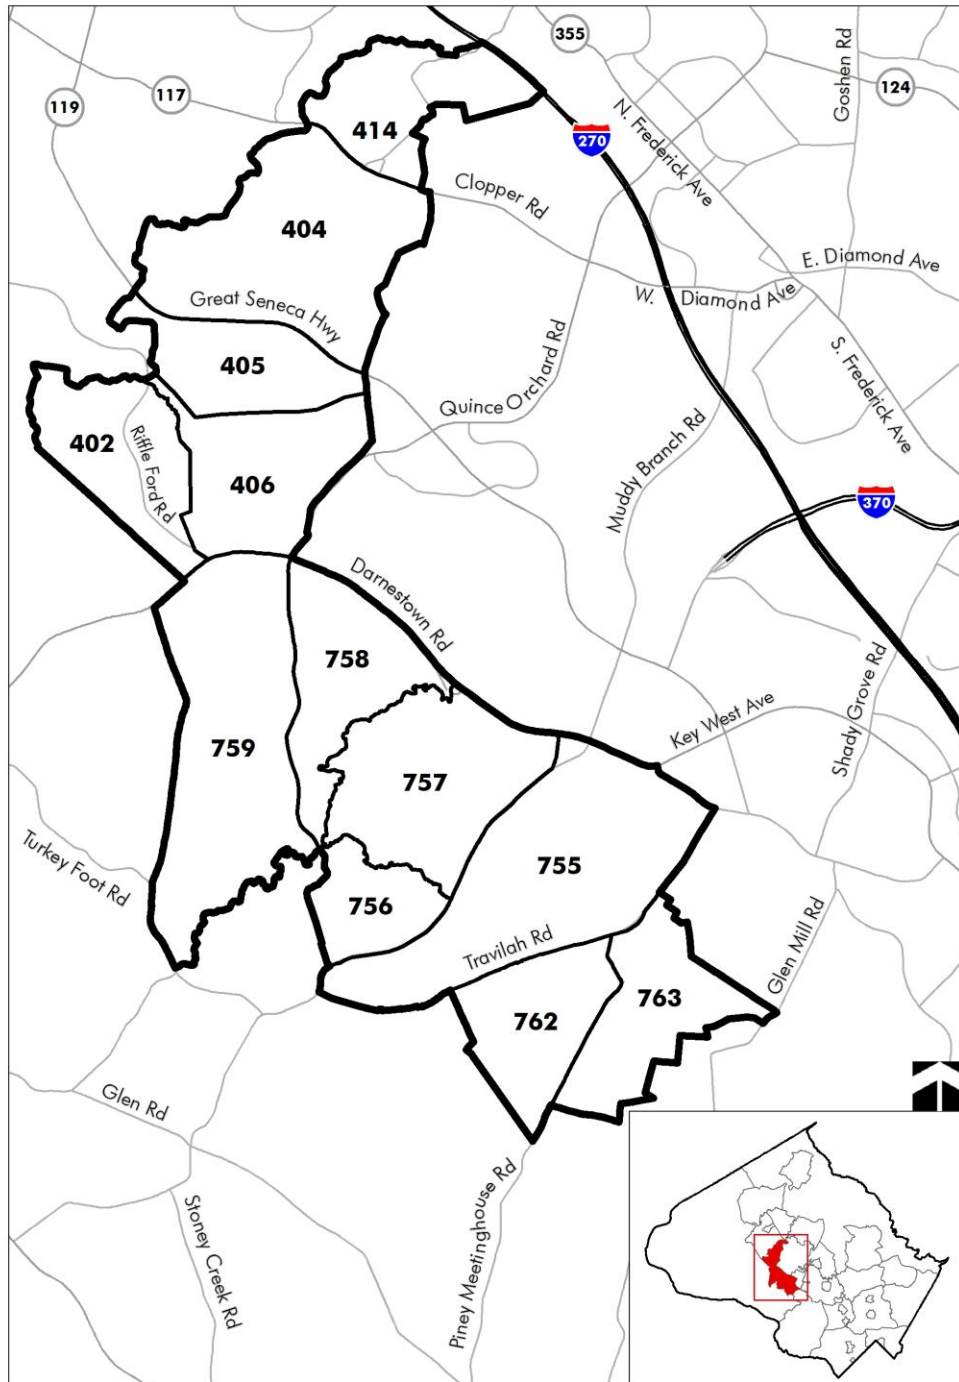 355
Goshen Rd
119
117
124
414
270
N. Frederick Ave
Clopper Rd
404
E. Diamond Ave
W. Diamond Ave
Great Seneca Hwy
405
S. Frederick Ave
Quince Orchard Rd
402
Riffle Ford Rd
406
Muddy Branch Rd
370
Darnestown Rd
758
Shady Grove Rd
Key West Ave
759
757
Turkey Foot Rd
755
756
Travilah Rd
Glen Mill Rd
763
762
Glen Rd
Stoney Creek Rd
Piney Meetinghouse Rd